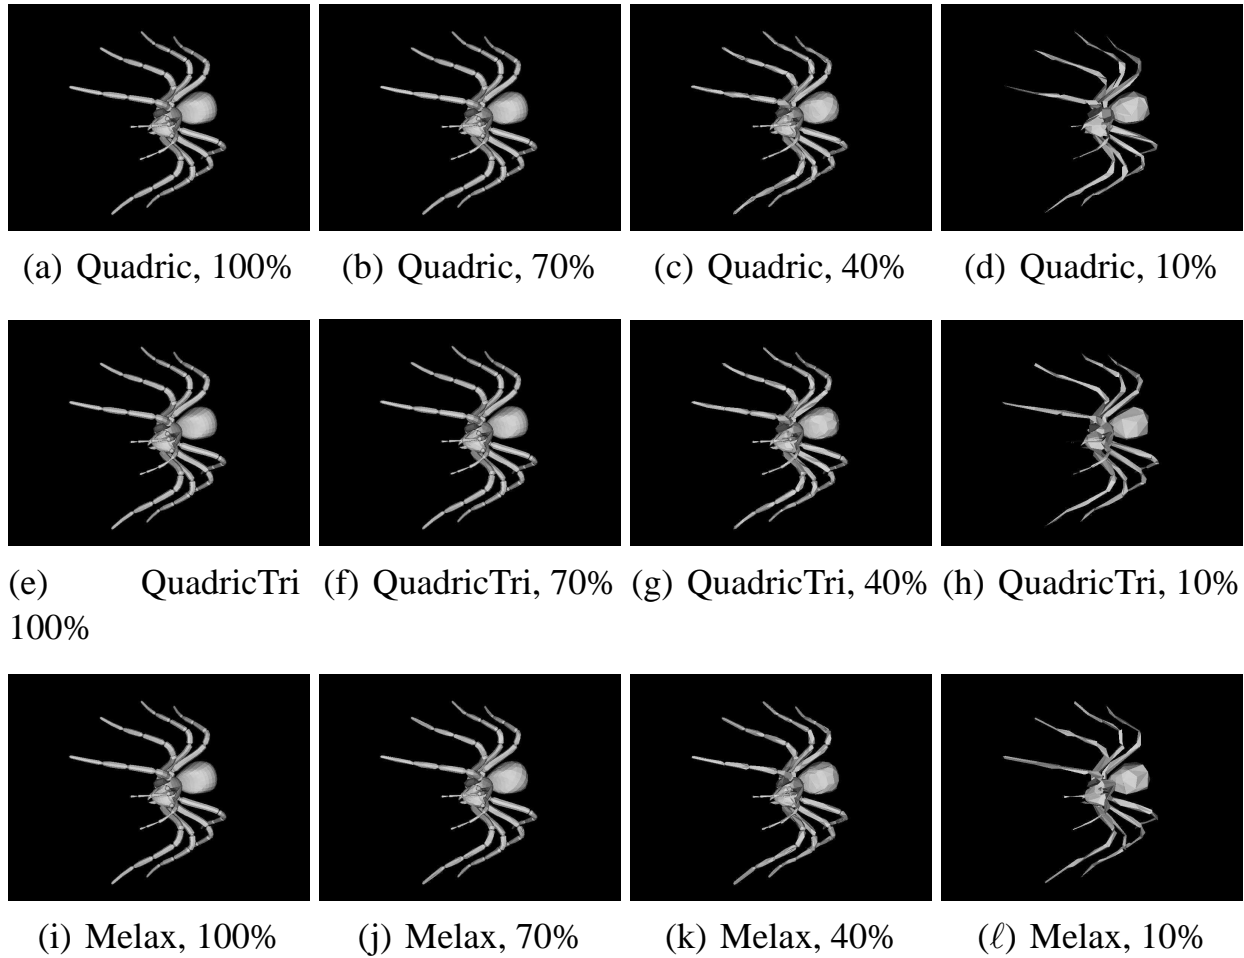 (a) Quadric, 100%
(b) Quadric, 70%
(c) Quadric, 40%
(d) Quadric, 10%
(e) QuadricTri
100%
(f) QuadricTri, 70%
(g) QuadricTri, 40%
(h) QuadricTri, 10%
(i) Melax, 100%
(j) Melax, 70%
(k) Melax, 40%
(ℓ) Melax, 10%